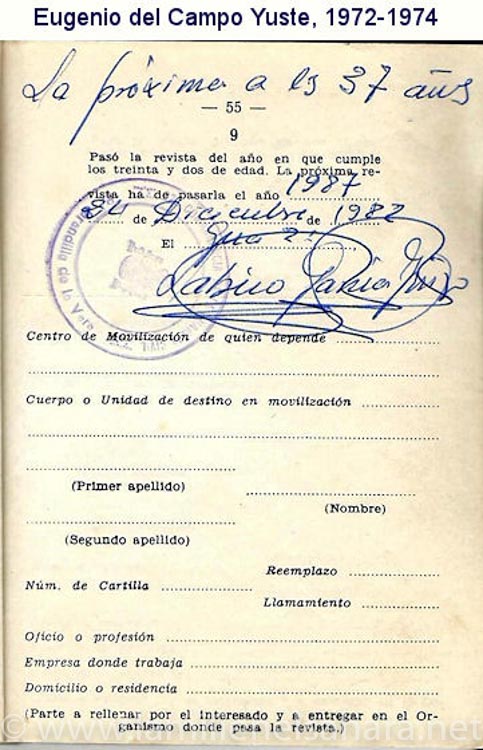 Eugenio del Campo Yuste, 1972-1974
La próxima a los 37 años
— 55 —
9
Pasó la revista del año en que cumple
los treinta y dos de edad. La próxima re-
vista ha de pasarla el año 1987
de Diciembre de 1982
El
Centro de Movilización de quien depende
Cuerpo o Unidad de destino en movilización
(Primer apellido)
(Nombre)
(Segundo apellido)
Reemplazo
Núm. de Cartilla
Llamamiento
Oficio o profesión
Empresa donde trabaja
Domicilio o residencia
(Parte a rellenar por el interesado y a entregar en el Or-
ganismo donde pasa la revista.)